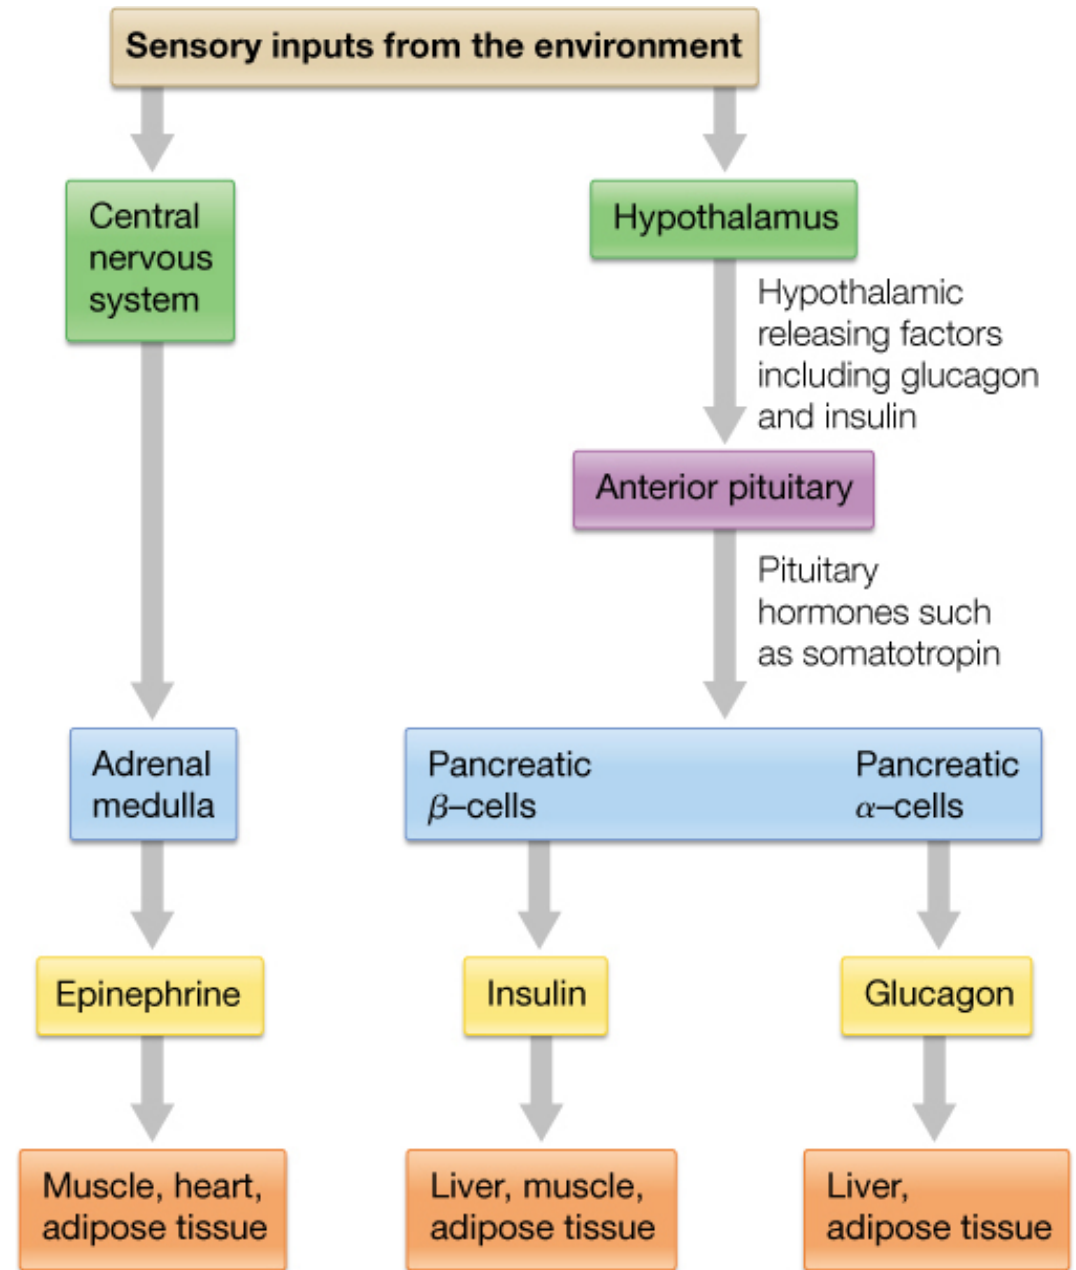 Sensory inputs from the environment
Central
nervous
system
Hypothalamus
Hypothalamic
releasing factors
including glucagon
and insulin
Anterior pituitary
Pituitary
hormones such
as somatotropin
Adrenal
medulla
Pancreatic
β–cells
Pancreatic
α–cells
Epinephrine
Insulin
Glucagon
Muscle, heart,
adipose tissue
Liver, muscle,
adipose tissue
Liver,
adipose tissue